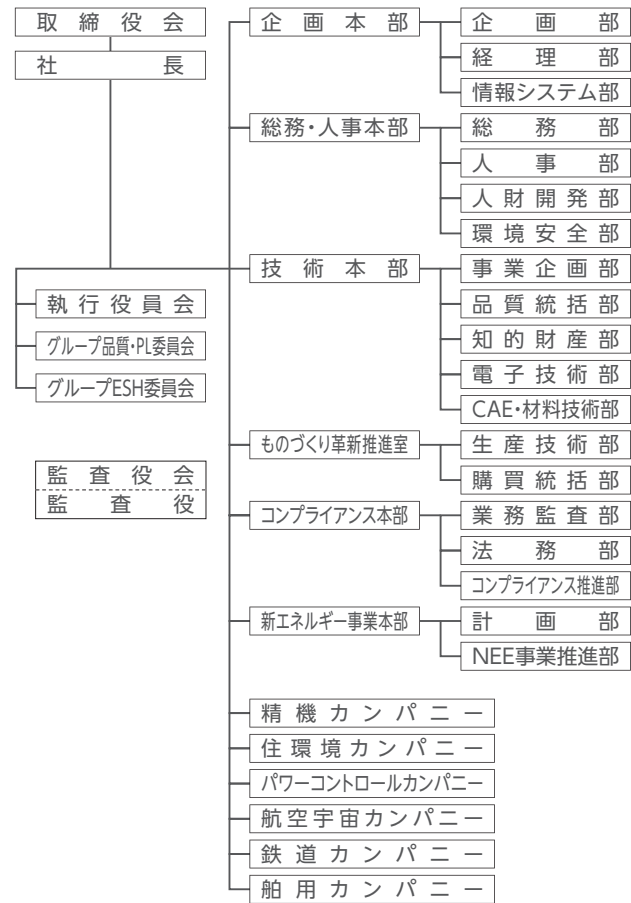 取締役会
社長
執行役員会
グループ品質・PL委員会
グループESH委員会
監査役会
監査役
企画本部
企画部
経理部
情報システム部
総務・人事本部
総務部
人事部
人財開発部
環境安全部
技術本部
事業企画部
品質統括部
知的財産部
電子技術部
CAE・材料技術部
ものづくり革新推進室
生産技術部
購買統括部
コンプライアンス本部
業務監査部
法務部
コンプライアンス推進部
新エネルギー事業本部
計画部
NEE事業推進部
精機カンパニー
住環境カンパニー
パワーコントロールカンパニー
航空宇宙カンパニー
鉄道カンパニー
舶用カンパニー